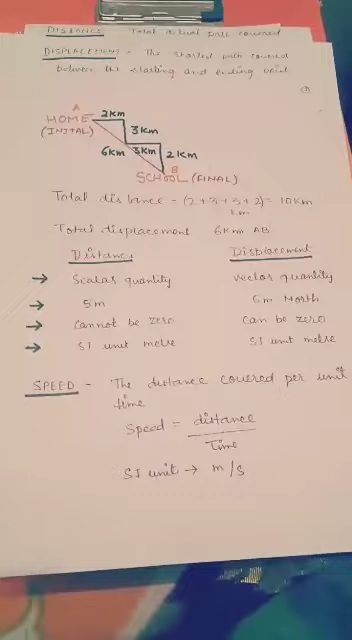 DISTANCE Total actual path covered
DISPLACEMENT - The shortest path covered
between the starting and ending point
A
HOME 2Km
(INITAL) 3Km
6Km 3Km 2Km
B
SCHOOL (FINAL)
Total distance = (2+3+3+2) = 10Km
Km
Total displacement 6Km AB
Distance Displacement
→ Scalar quantity Vector quantity
→ 5m 5m North
→ Cannot be zero Can be zero
→ SI unit metre SI unit metre
SPEED - The distance covered per unit
time
Speed = distance
Time
SI unit → m/s